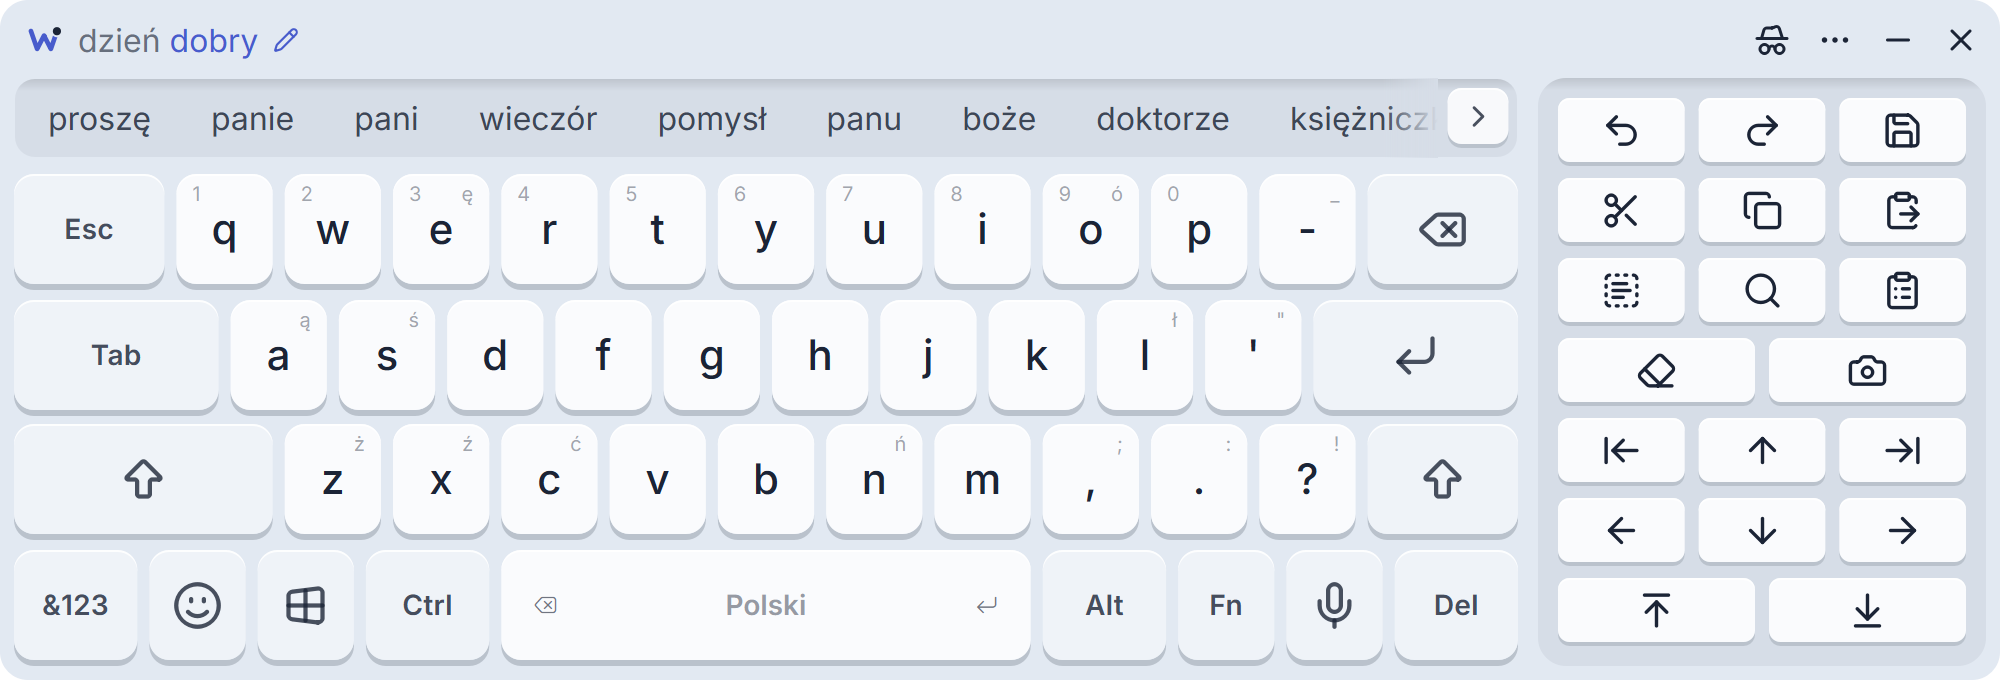 dzień dobry
proszę panie pani wieczór pomysł panu boże doktorze
Esc 1 q 2 w 3 ę e 4 r 5 t 6 y 7 u 8 i 9 ó o 0 p _ -
Tab ą a ś s d f g h j k ł l " '
ż z ź x ć c v b ń n m ; , : . ! ?
&123 Ctrl Polski Alt Fn Del